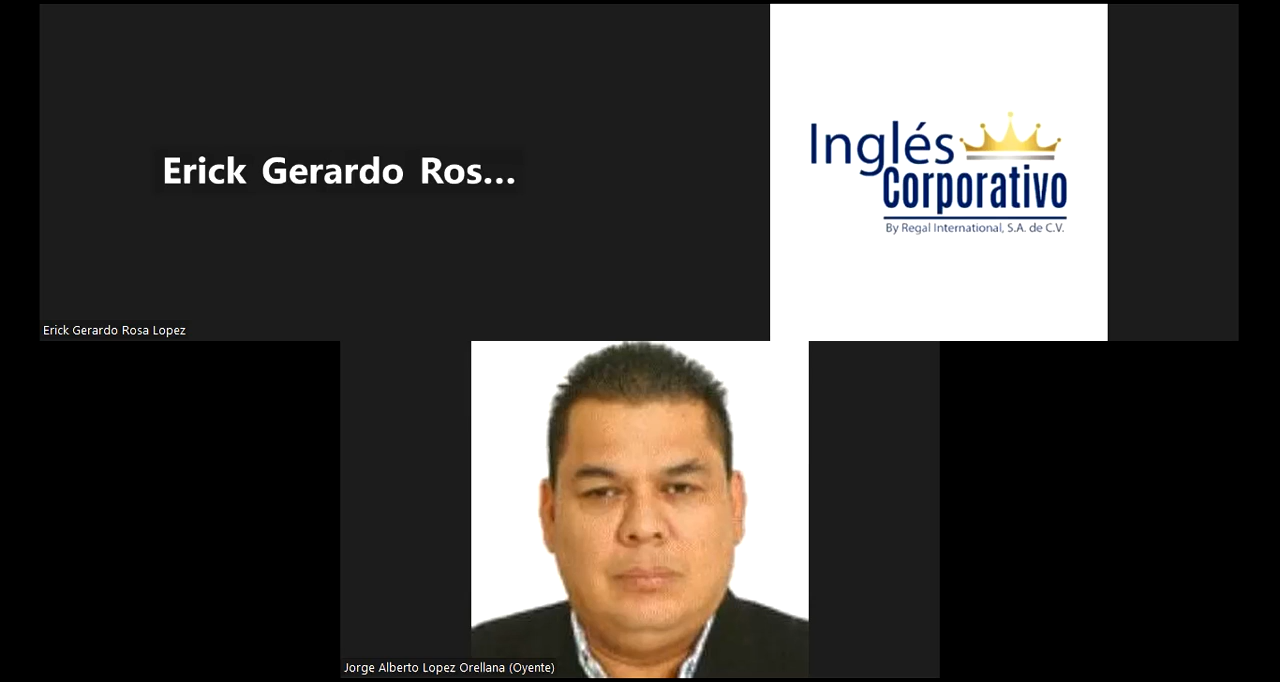 Erick Gerardo Ros...
Inglés
Corporativo
By Regal International, S.A. de C.V.
Erick Gerardo Rosa Lopez
Jorge Alberto Lopez Orellana (Oyente)